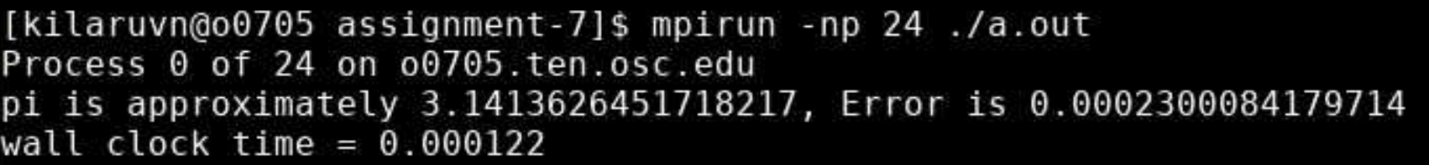 [kilaruvn@o0705 assignment-7]$ mpirun -np 24 ./a.out
Process 0 of 24 on o0705.ten.osc.edu
pi is approximately 3.1413626451718217, Error is 0.0002300084179714
wall clock time = 0.000122